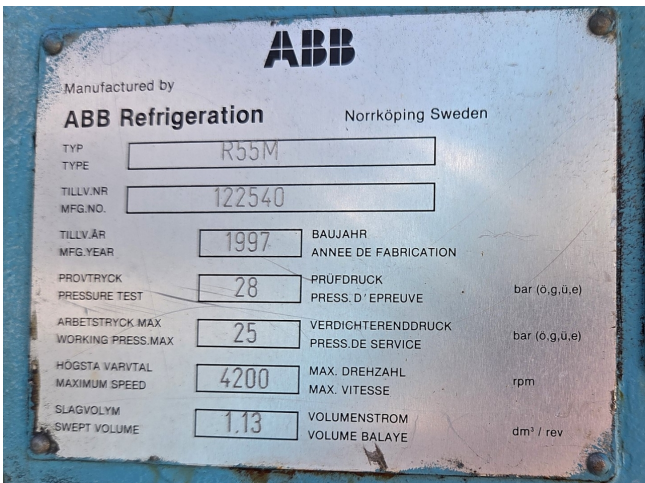 ABB
Manufactured by
ABB Refrigeration Norrköping Sweden
TYP
TYPE R55M
TILLV.NR
MFG.NO. 122540
TILLV.ÅR BAUJAHR
MFG.YEAR 1997 ANNEE DE FABRICATION
PROVTRYCK PRÜFDRUCK
PRESSURE TEST 28 PRESS. D'EPREUVE bar (ö,g,ü,e)
ARBETSTRYCK MAX VERDICHTERENDDRUCK
WORKING PRESS.MAX 25 PRESS.DE SERVICE bar (ö,g,ü,e)
HÖGSTA VARVTAL MAX. DREHZAHL
MAXIMUM SPEED 4200 MAX. VITESSE rpm
SLAGVOLYM VOLUMENSTROM
SWEPT VOLUME 1,13 VOLUME BALAYE dm³ / rev